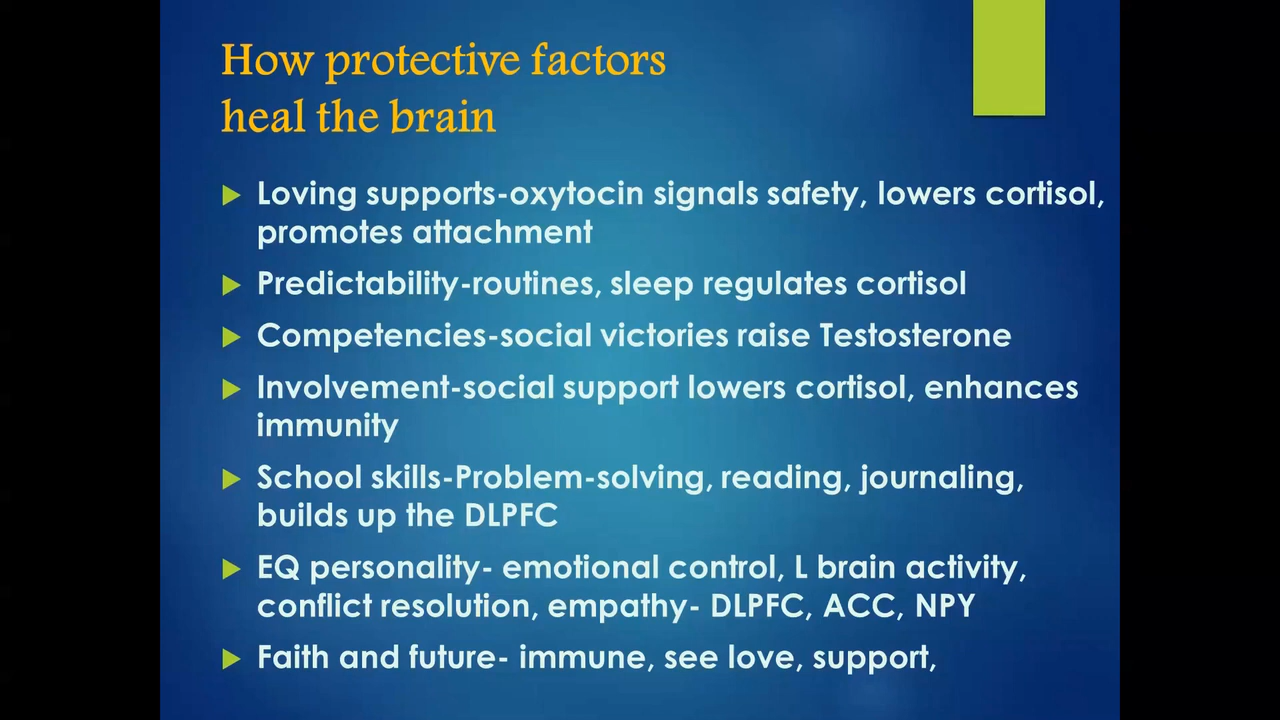 How protective factors
heal the brain
Loving supports-oxytocin signals safety, lowers cortisol,
promotes attachment
Predictability-routines, sleep regulates cortisol
Competencies-social victories raise Testosterone
Involvement-social support lowers cortisol, enhances
immunity
School skills-Problem-solving, reading, journaling,
builds up the DLPFC
EQ personality- emotional control, L brain activity,
conflict resolution, empathy- DLPFC, ACC, NPY
Faith and future- immune, see love, support,